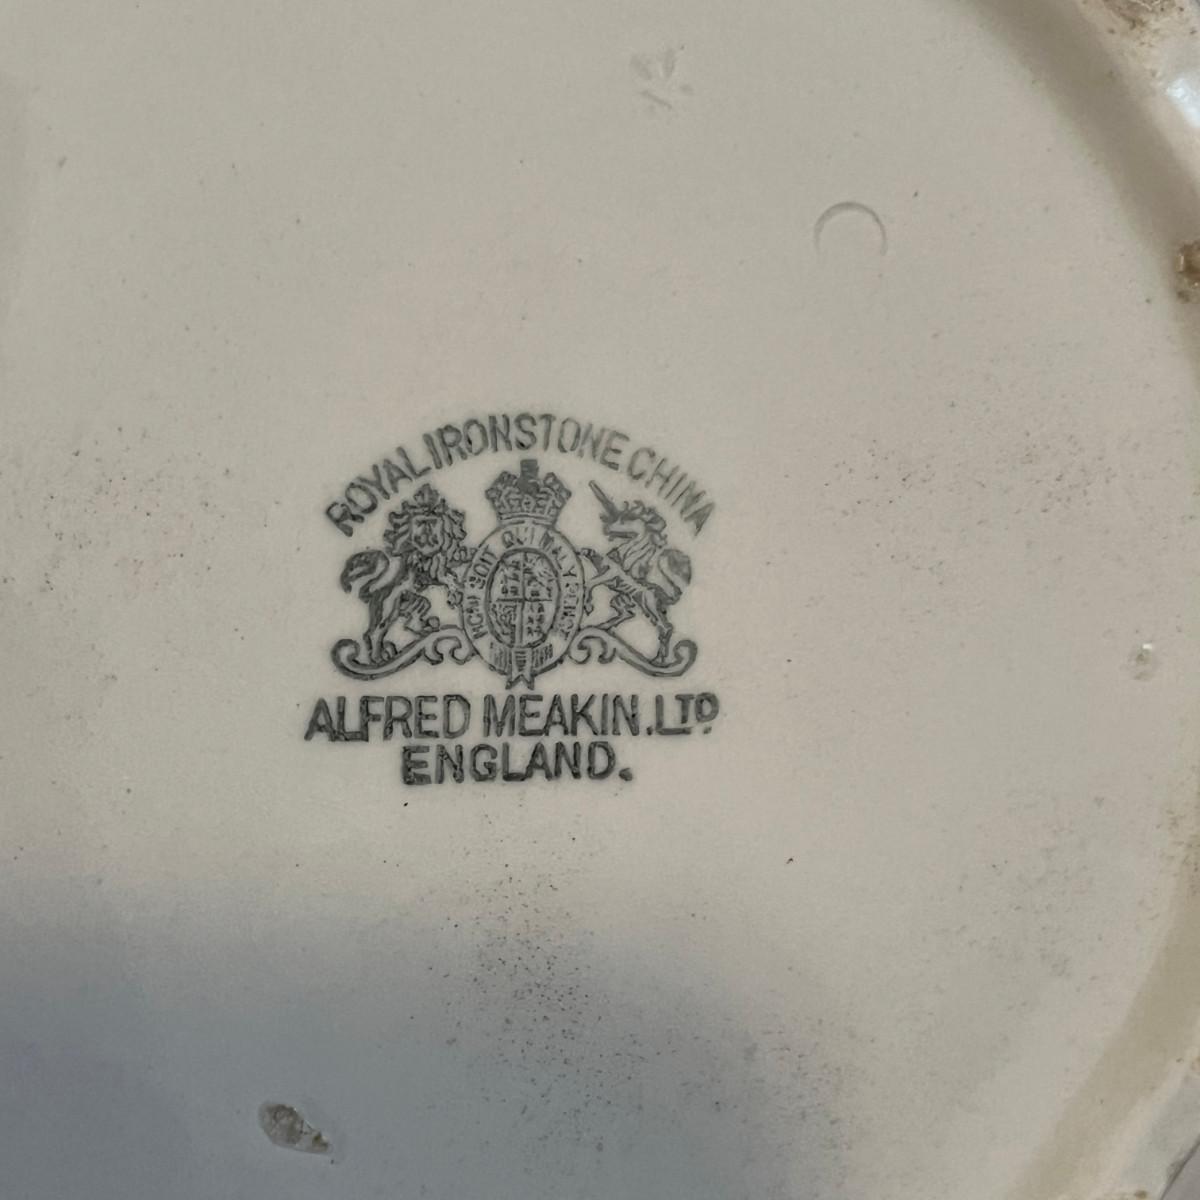 ROYAL IRONSTONE CHINA
HONI SOIT QUI MAL Y PENSE
ALFRED MEAKIN.LTD
ENGLAND.